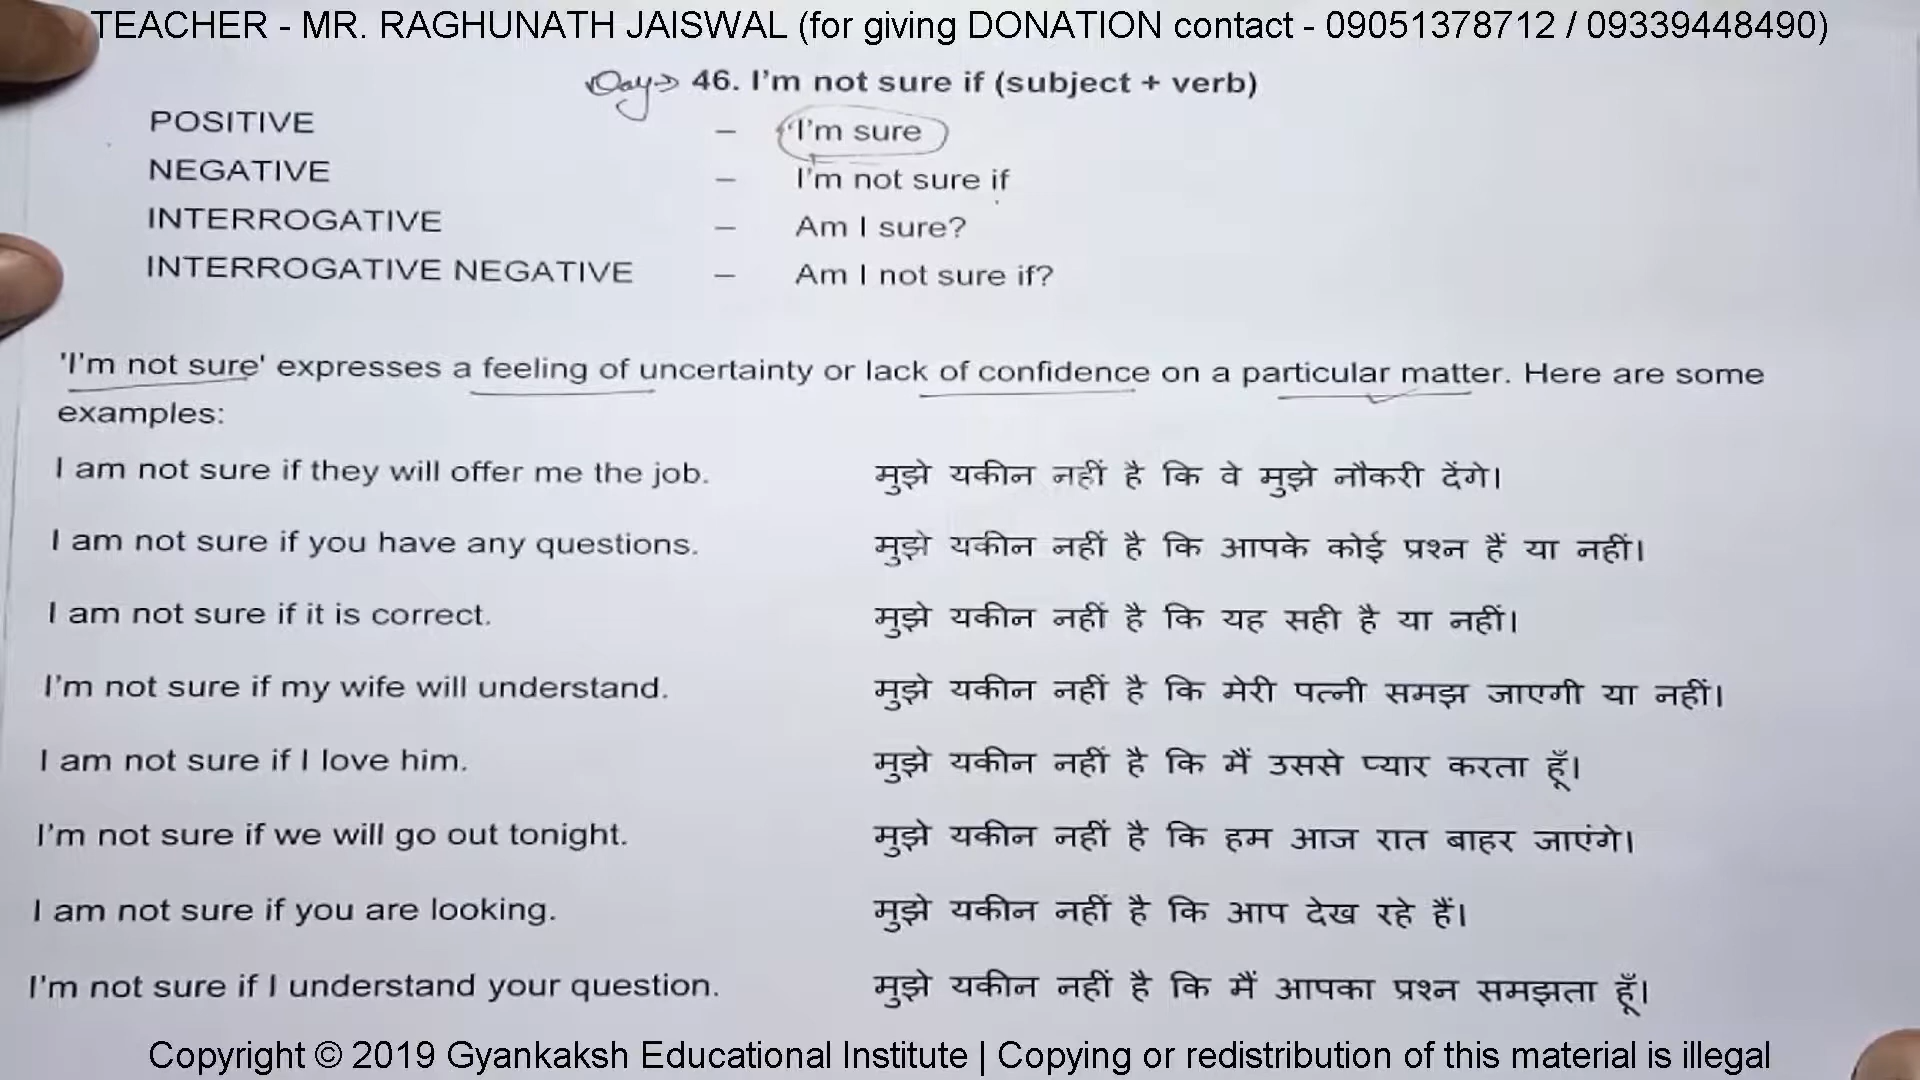 TEACHER - MR. RAGHUNATH JAISWAL (for giving DONATION contact - 09051378712 / 09339448490)
Day→ 46. I'm not sure if (subject + verb)
POSITIVE – I'm sure
NEGATIVE – I'm not sure if
INTERROGATIVE – Am I sure?
INTERROGATIVE NEGATIVE – Am I not sure if?
'I'm not sure' expresses a feeling of uncertainty or lack of confidence on a particular matter. Here are some
examples:
I am not sure if they will offer me the job. मुझे यकीन नहीं है कि वे मुझे नौकरी देंगे।
I am not sure if you have any questions. मुझे यकीन नहीं है कि आपके कोई प्रश्न हैं या नहीं।
I am not sure if it is correct. मुझे यकीन नहीं है कि यह सही है या नहीं।
I'm not sure if my wife will understand. मुझे यकीन नहीं है कि मेरी पत्नी समझ जाएगी या नहीं।
I am not sure if I love him. मुझे यकीन नहीं है कि मैं उससे प्यार करता हूँ।
I'm not sure if we will go out tonight. मुझे यकीन नहीं है कि हम आज रात बाहर जाएंगे।
I am not sure if you are looking. मुझे यकीन नहीं है कि आप देख रहे हैं।
I'm not sure if I understand your question. मुझे यकीन नहीं है कि मैं आपका प्रश्न समझता हूँ।
Copyright © 2019 Gyankaksh Educational Institute | Copying or redistribution of this material is illegal